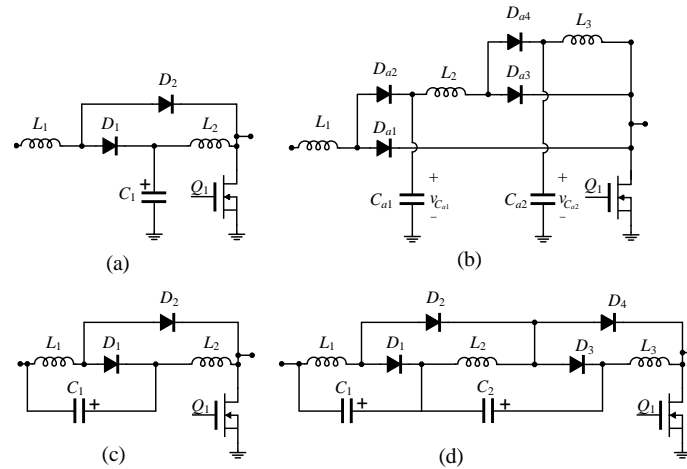 D2
L1
D1
L2
C1
+
Q1
(a)
Da4
L3
Da2
L2
Da3
L1
Da1
Ca1
+
vCa1
−
Ca2
+
vCa2
−
Q1
(b)
D2
L1
D1
L2
C1
+
Q1
(c)
D2
D4
L1
D1
L2
D3
L3
C1
+
C2
+
Q1
(d)